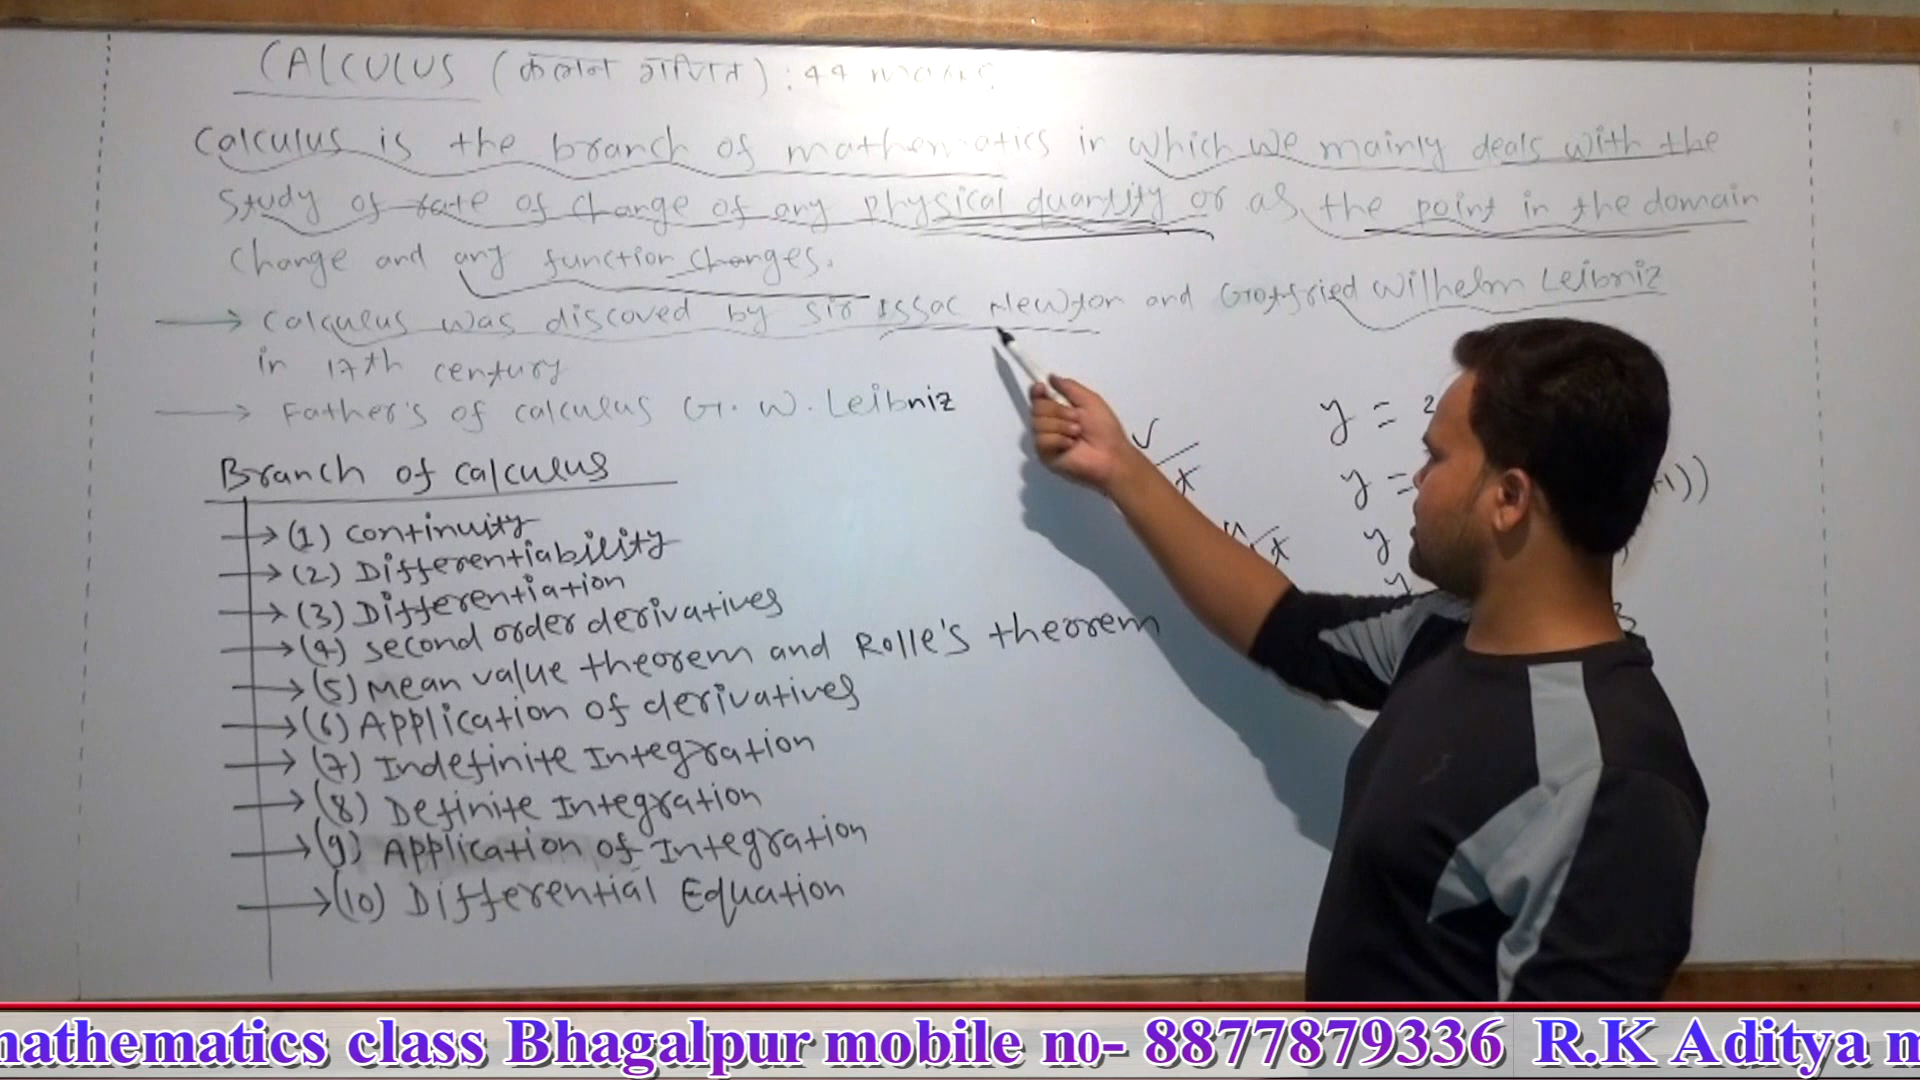 CALCULUS (कलन गणित) : 44 marks
Calculus is the branch of mathematics in which we mainly deals with the
study of rate of change of any physical quantity or as the point in the domain
change and any function changes.
→ Calculus was discoved by sir Issac Newton and Gottfried Wilhelm Leibniz
in 17th century
→ Father's of calculus G. W. Leibniz
Branch of calculus
→ (1) continuity
→ (2) Differentiability
→ (3) Differentiation
→ (4) second order derivatives
→ (5) Mean value theorem and Rolle's theorem
→ (6) Application of derivatives
→ (7) Indefinite Integration
→ (8) Definite Integration
→ (9) Application of Integration
→ (10) Differential Equation
y = 2
y =
+1))
y
y
mathematics class Bhagalpur mobile no- 8877879336 R.K Aditya m